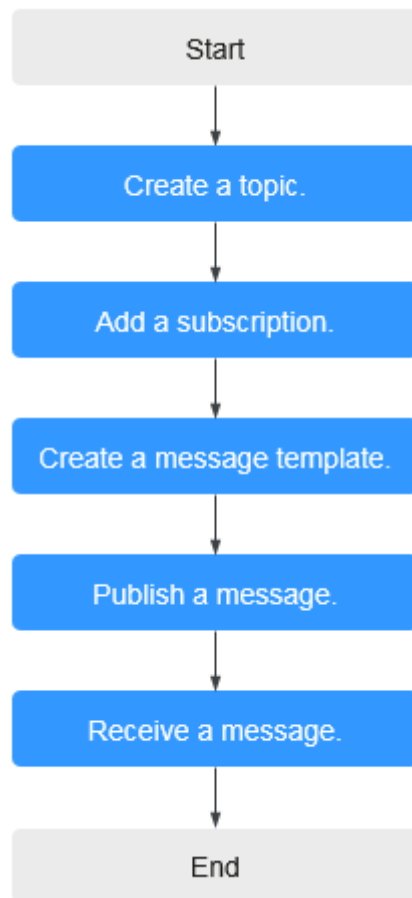 Start
Create a topic.
Add a subscription.
Create a message template.
Publish a message.
Receive a message.
End